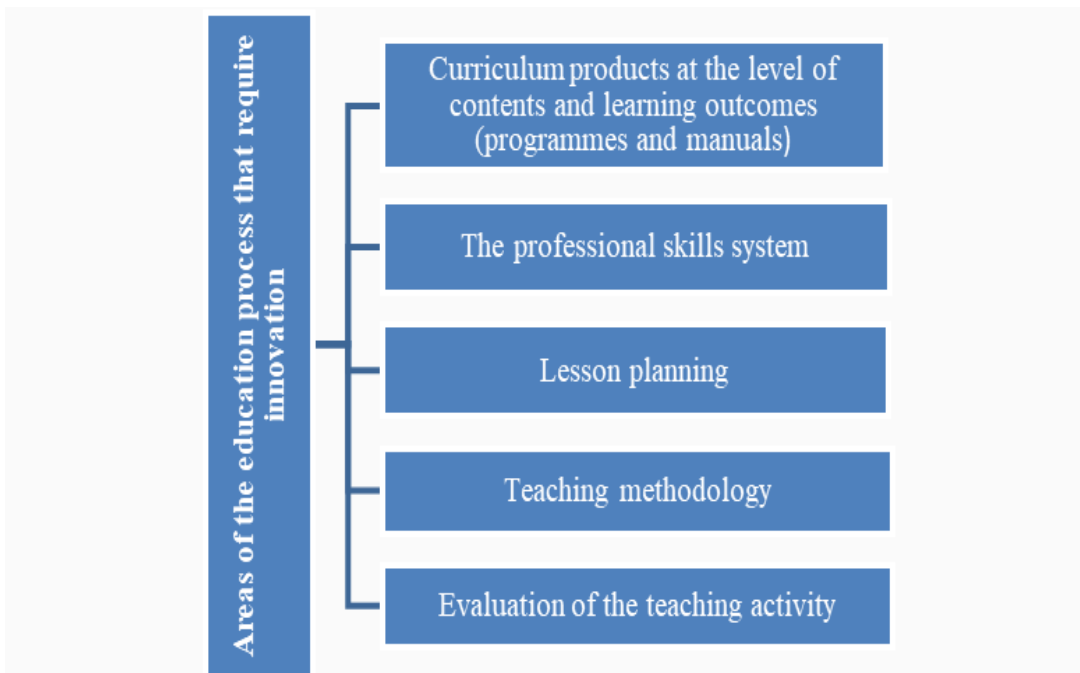 Areas of the education process that require
innovation
Curriculum products at the level of
contents and learning outcomes
(programmes and manuals)
The professional skills system
Lesson planning
Teaching methodology
Evaluation of the teaching activity